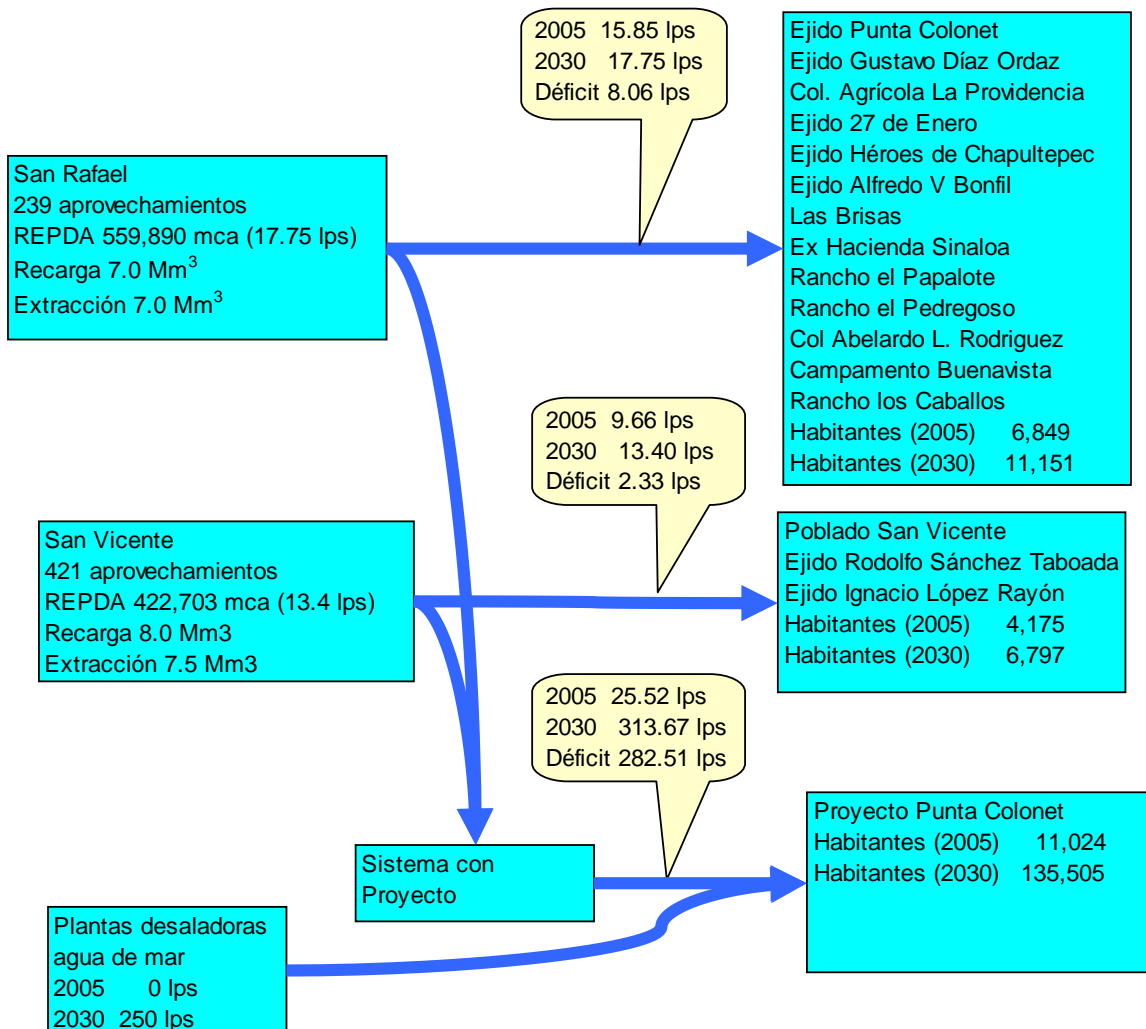 2005 15.85 lps
2030 17.75 lps
Déficit 8.06 lps
Ejido Punta Colonet
Ejido Gustavo Díaz Ordaz
Col. Agrícola La Providencia
Ejido 27 de Enero
Ejido Héroes de Chapultepec
Ejido Alfredo V Bonfil
Las Brisas
Ex Hacienda Sinaloa
Rancho el Papalote
Rancho el Pedregoso
Col Abelardo L. Rodriguez
Campamento Buenavista
Rancho los Caballos
Habitantes (2005) 6,849
Habitantes (2030) 11,151
San Rafael
239 aprovechamientos
REPDA 559,890 mca (17.75 lps)
Recarga 7.0 Mm³
Extracción 7.0 Mm³
2005 9.66 lps
2030 13.40 lps
Déficit 2.33 lps
San Vicente
421 aprovechamientos
REPDA 422,703 mca (13.4 lps)
Recarga 8.0 Mm3
Extracción 7.5 Mm3
Poblado San Vicente
Ejido Rodolfo Sánchez Taboada
Ejido Ignacio López Rayón
Habitantes (2005) 4,175
Habitantes (2030) 6,797
2005 25.52 lps
2030 313.67 lps
Déficit 282.51 lps
Sistema con
Proyecto
Proyecto Punta Colonet
Habitantes (2005) 11,024
Habitantes (2030) 135,505
Plantas desaladoras
agua de mar
2005 0 lps
2030 250 lps